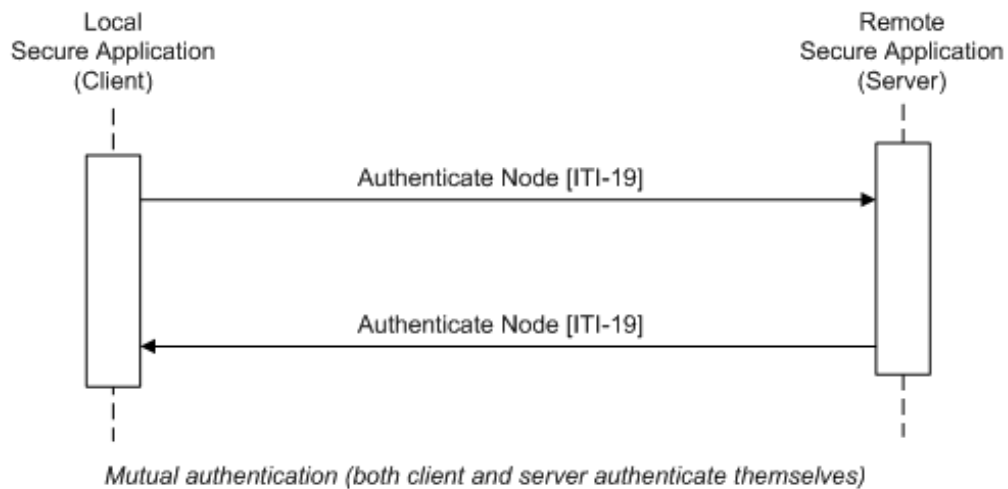 Local
Secure Application
(Client)
Remote
Secure Application
(Server)
Authenticate Node [ITI-19]
Authenticate Node [ITI-19]
Mutual authentication (both client and server authenticate themselves)